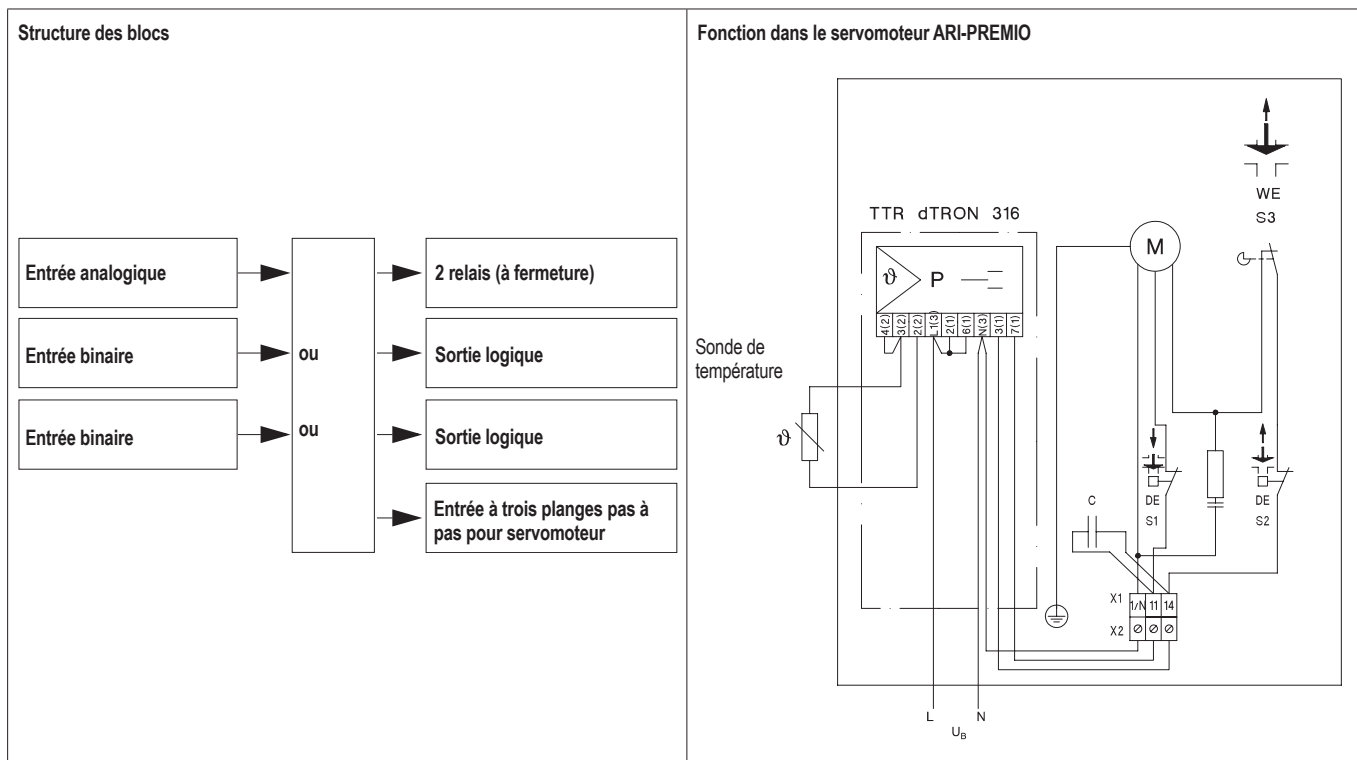 Structure des blocs
Entrée analogique
Entrée binaire
Entrée binaire
ou
ou
2 relais (à fermeture)
Sortie logique
Sortie logique
Entrée à trois planges pas à
pas pour servomoteur
Fonction dans le servomoteur ARI-PREMIO
WE
S3
TTR dTRON 316
M
ϑ P
4(2) 3(2) 2(2) L1(3) 2(1) 6(1) N(3) 3(1) 7(1)
Sonde de
température
ϑ
C
DE
S1
DE
S2
X1 1/N 11 14
X2
L N
UB